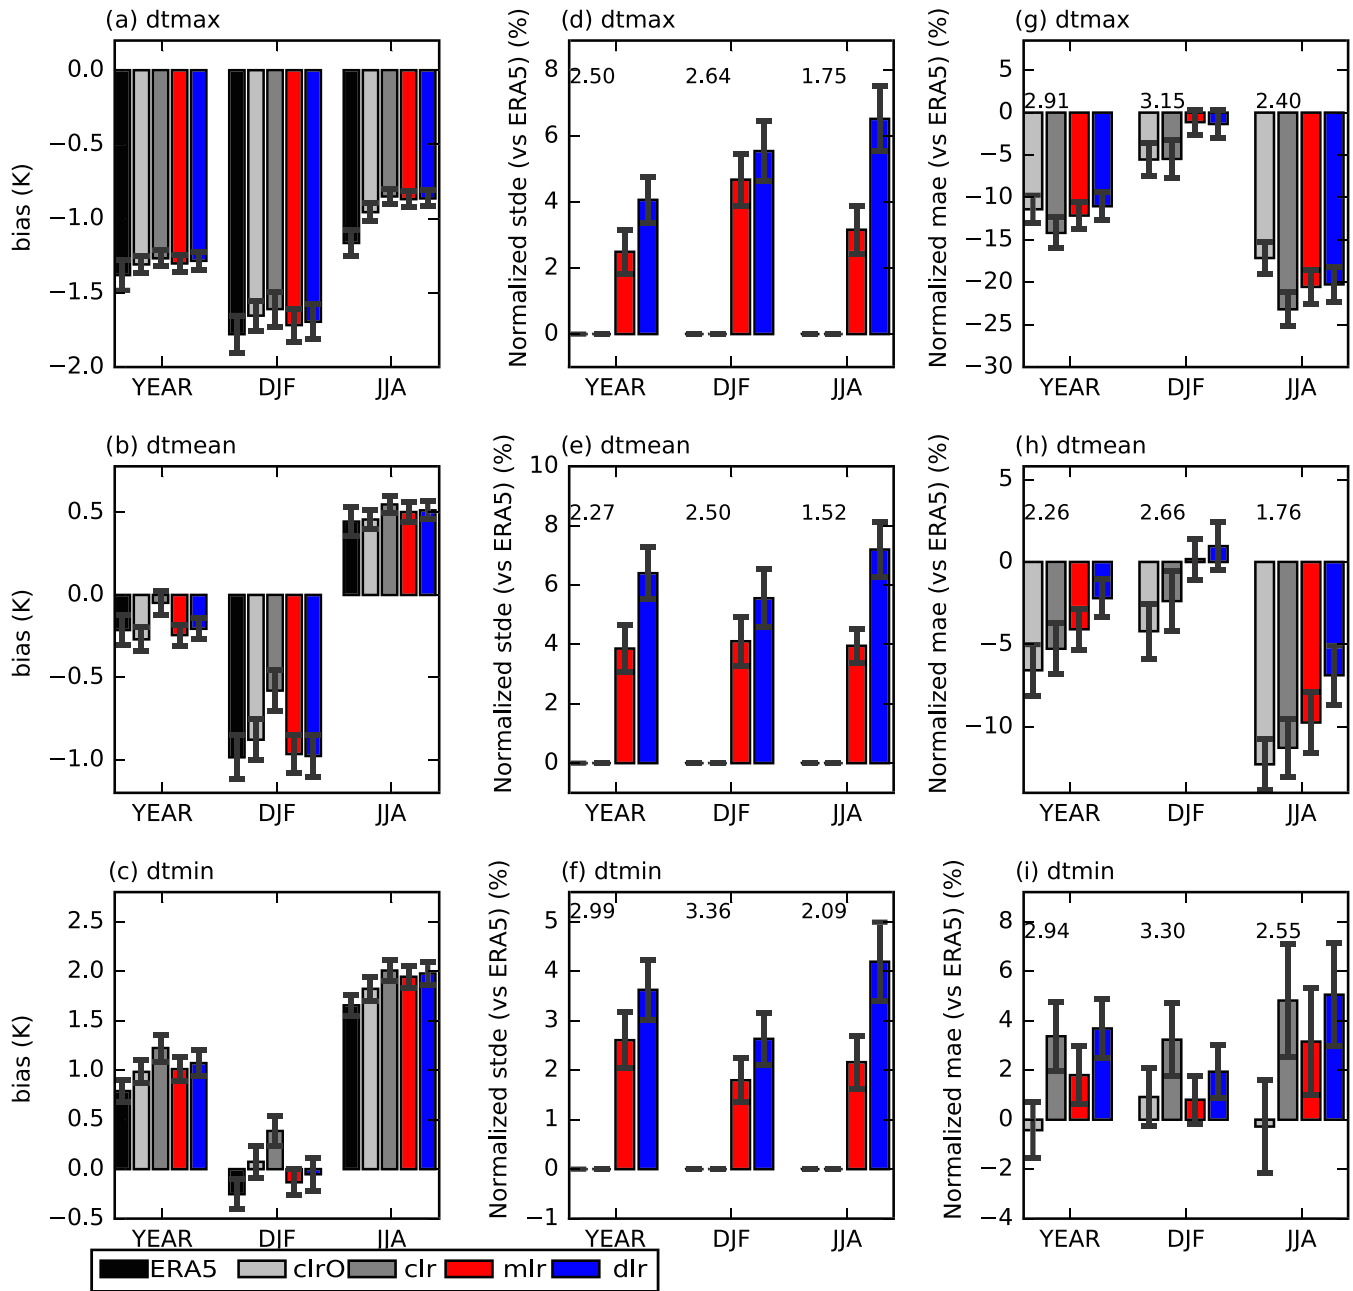 (a) dtmax
bias (K)
0.0
−0.5
−1.0
−1.5
−2.0
YEAR DJF JJA
(d) dtmax
Normalized stde (vs ERA5) (%)
8
6
4
2
0
2.50 2.64 1.75
YEAR DJF JJA
(g) dtmax
Normalized mae (vs ERA5) (%)
5
0
−5
−10
−15
−20
−25
−30
2.91 3.15 2.40
YEAR DJF JJA
(b) dtmean
bias (K)
0.5
0.0
−0.5
−1.0
YEAR DJF JJA
(e) dtmean
Normalized stde (vs ERA5) (%)
10
8
6
4
2
0
2.27 2.50 1.52
YEAR DJF JJA
(h) dtmean
Normalized mae (vs ERA5) (%)
5
0
−5
−10
2.26 2.66 1.76
YEAR DJF JJA
(c) dtmin
bias (K)
2.5
2.0
1.5
1.0
0.5
0.0
−0.5
YEAR DJF JJA
(f) dtmin
Normalized stde (vs ERA5) (%)
5
4
3
2
1
0
−1
2.99 3.36 2.09
YEAR DJF JJA
(i) dtmin
Normalized mae (vs ERA5) (%)
8
6
4
2
0
−2
−4
2.94 3.30 2.55
YEAR DJF JJA
ERA5 clrO clr mlr dlr